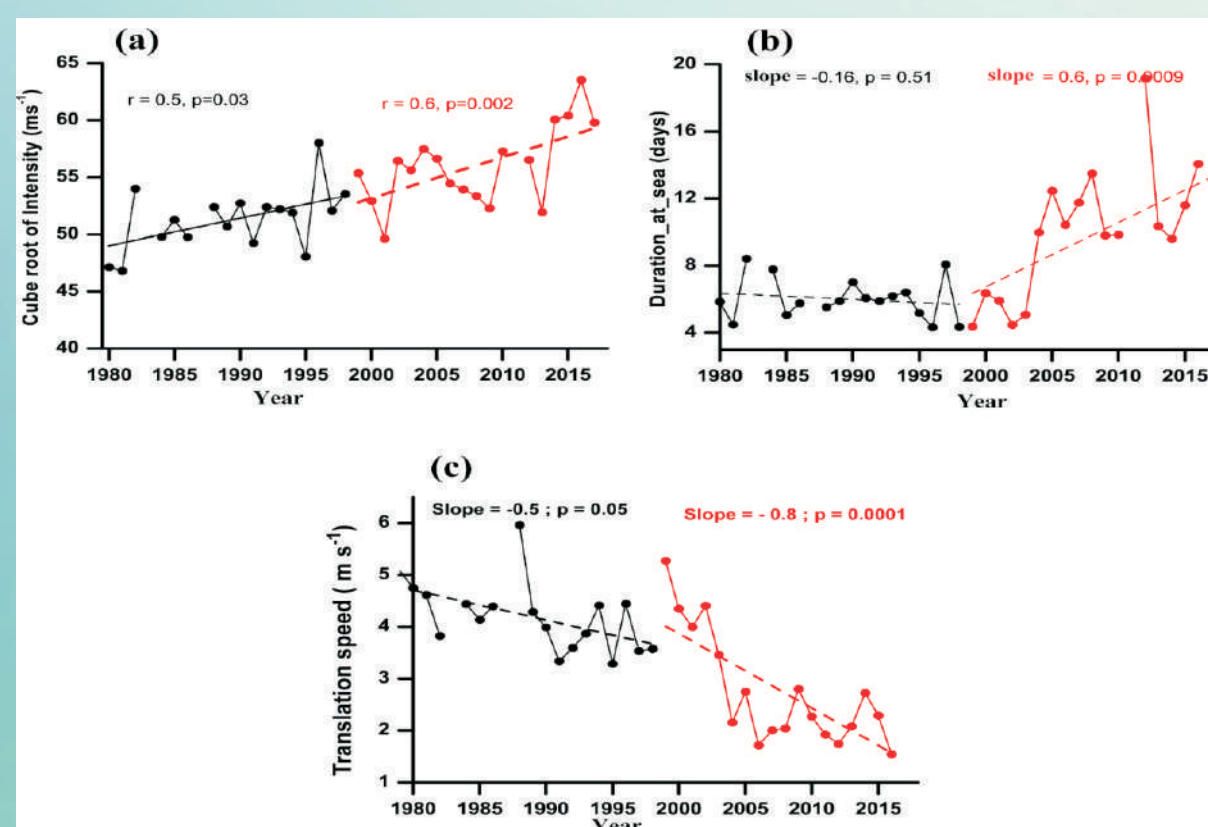 (a)
65
60
55
50
45
40
Cube root of Intensity (ms⁻¹)
r = 0.5, p=0.03
r = 0.6, p=0.002
1980 1985 1990 1995 2000 2005 2010 2015
Year
(b)
20
16
12
8
4
Duration_at_sea (days)
slope = -0.16, p = 0.51
slope = 0.6, p = 0.0009
1980 1985 1990 1995 2000 2005 2010 2015
Year
(c)
6
5
4
3
2
1
Translation speed ( m s⁻¹)
Slope = -0.5 ; p = 0.05
Slope = - 0.8 ; p = 0.0001
1980 1985 1990 1995 2000 2005 2010 2015
Year